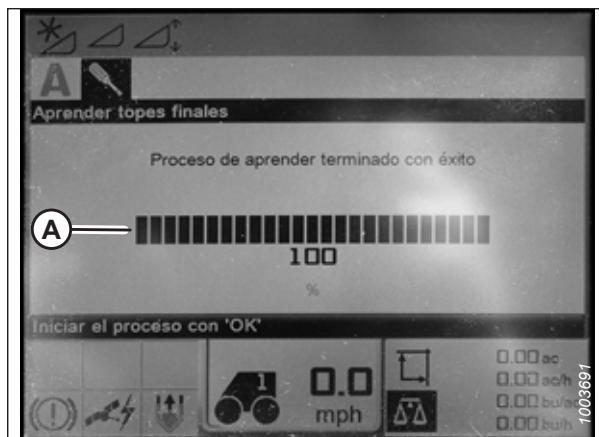 A
Aprender topes finales
Proceso de aprender terminado con éxito
A
100
%
Iniciar el proceso con 'OK'
1
0.0
mph
0.00 ac
0.00 ac/h
0.00 bu/ac
0.00 bu/h
1003691